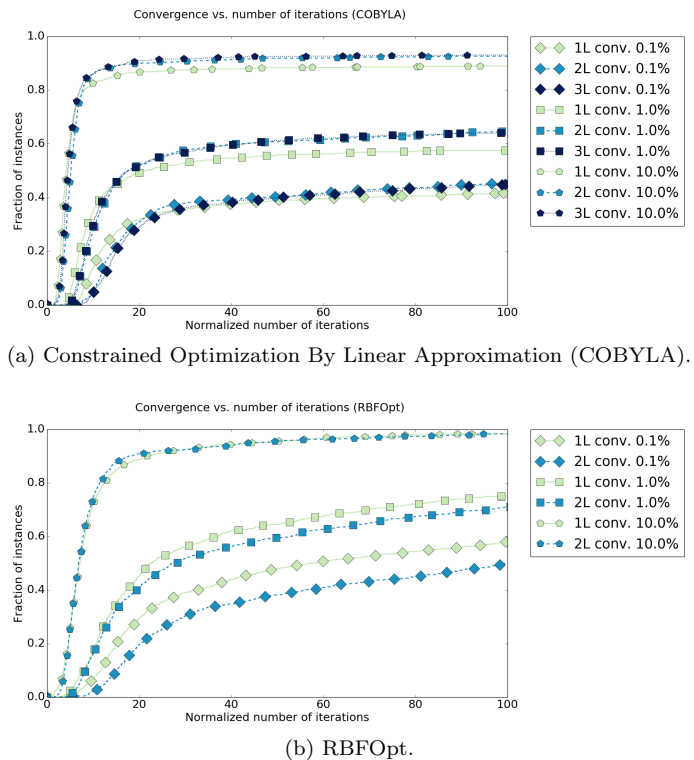 Convergence vs. number of iterations (COBYLA)
1.0
0.8
0.6
0.4
0.2
0.0
Fraction of instances
0
20
40
60
80
100
Normalized number of iterations
1L conv. 0.1%
2L conv. 0.1%
3L conv. 0.1%
1L conv. 1.0%
2L conv. 1.0%
3L conv. 1.0%
1L conv. 10.0%
2L conv. 10.0%
3L conv. 10.0%
(a) Constrained Optimization By Linear Approximation (COBYLA).
Convergence vs. number of iterations (RBFOpt)
1.0
0.8
0.6
0.4
0.2
0.0
Fraction of instances
0
20
40
60
80
100
Normalized number of iterations
1L conv. 0.1%
2L conv. 0.1%
1L conv. 1.0%
2L conv. 1.0%
1L conv. 10.0%
2L conv. 10.0%
(b) RBFOpt.